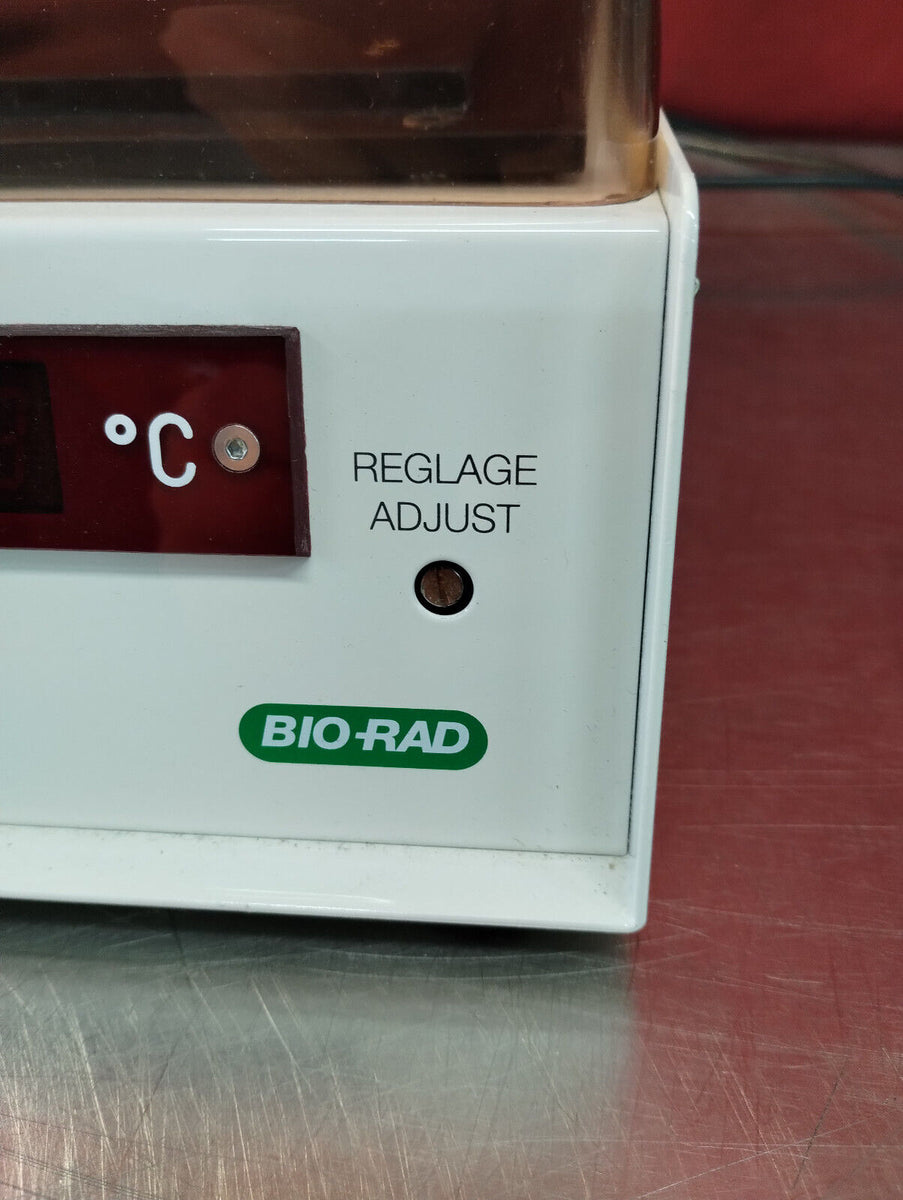 °C
REGLAGE
ADJUST
BIO-RAD